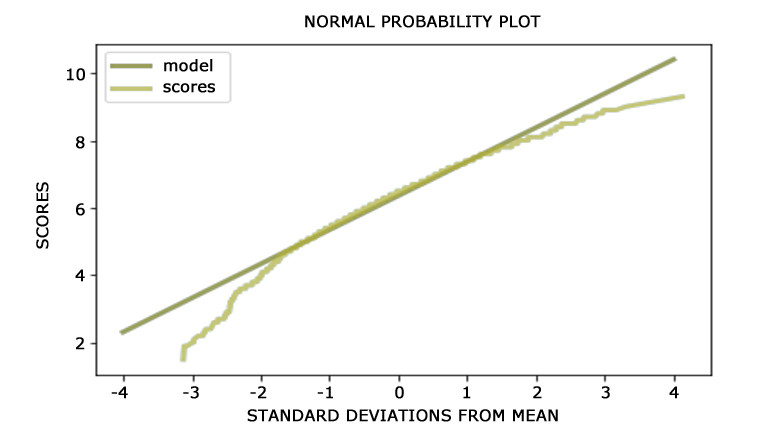 NORMAL PROBABILITY PLOT
model
scores
10
8
6
4
2
SCORES
-4 -3 -2 -1 0 1 2 3 4
STANDARD DEVIATIONS FROM MEAN